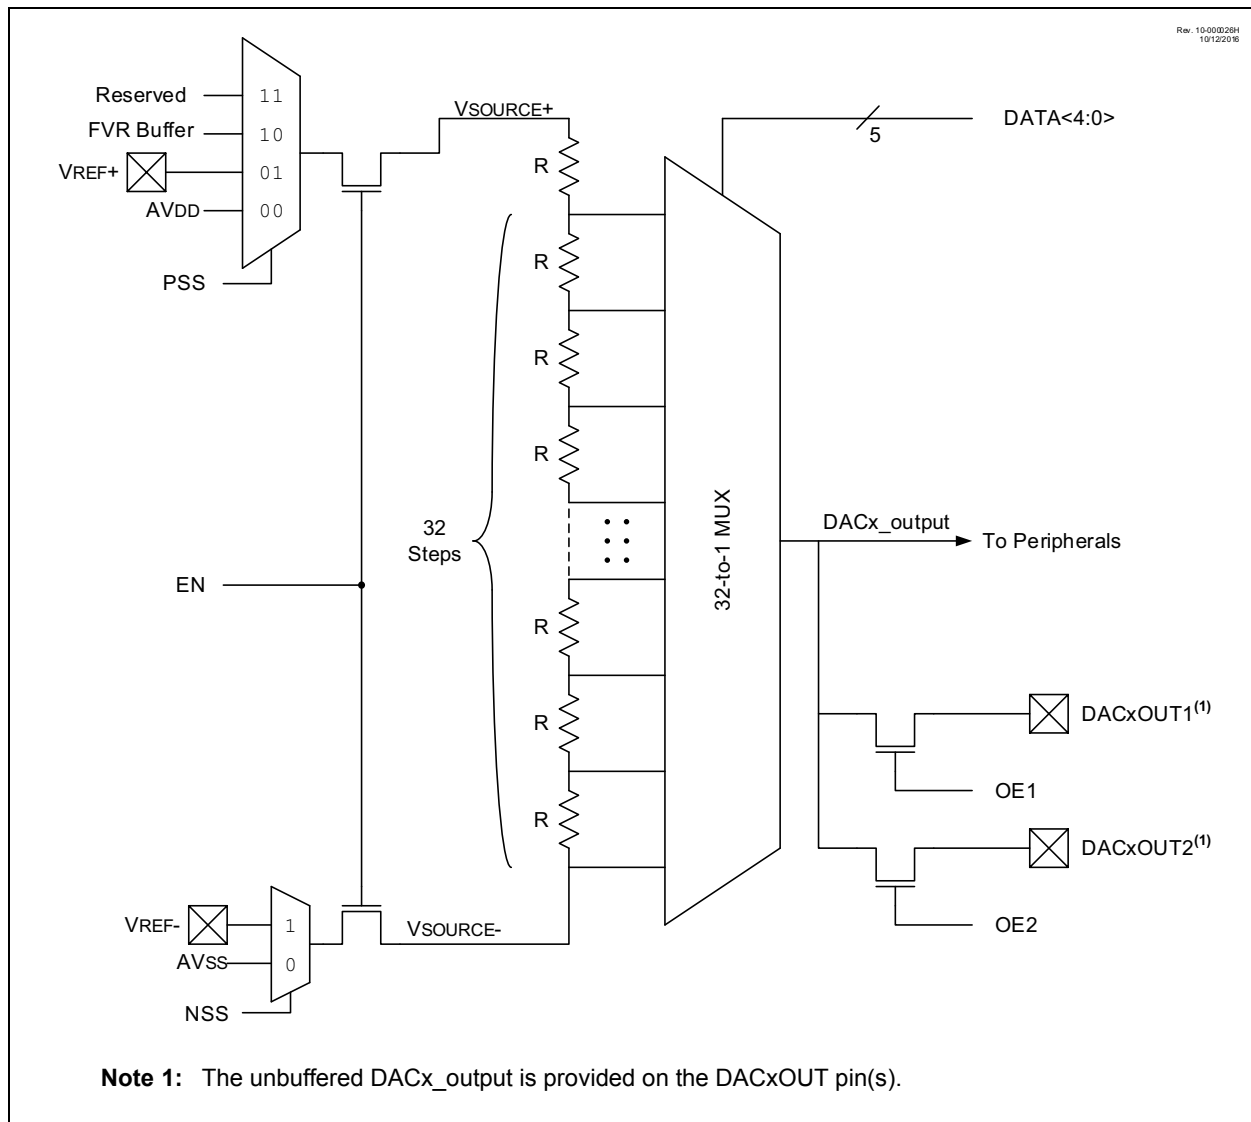 Rev. 10-000026H
10/12/2016
Reserved
11
FVR Buffer
10
VREF+
01
AVDD
00
PSS
VSOURCE+
R
R
R
R
DATA<4:0>
5
32
Steps
32-to-1 MUX
DACx_output
To Peripherals
EN
R
R
R
DACxOUT1(1)
OE1
DACxOUT2(1)
OE2
VREF-
1
AVSS
0
NSS
VSOURCE-
Note 1: The unbuffered DACx_output is provided on the DACxOUT pin(s).